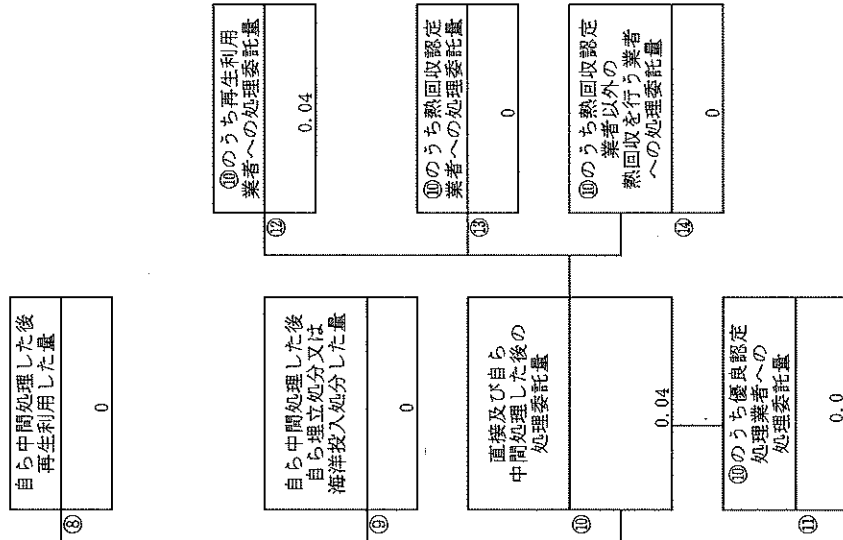 ⑧
自ら中間処理した後
再生利用した量
0
⑨
自ら中間処理した後
自ら埋立処分又は
海洋投入処分した量
0
⑩
直接及び自ら
中間処理した後の
処理委託量
0.04
⑪
⑩のうち優良認定
処理業者への
処理委託量
0.0
⑫
⑩のうち再生利用
業者への処理委託量
0.04
⑬
⑩のうち熱回収認定
業者への処理委託量
0
⑭
⑩のうち熱回収認定
業者以外の
熱回収を行う業者
への処理委託量
0